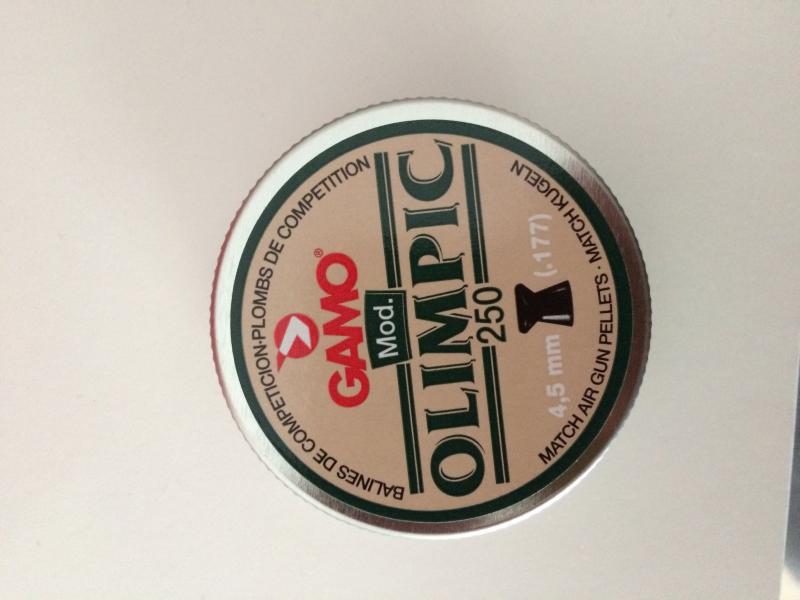 BALINES DE COMPETICION·PLOMBS DE COMPETITION
GAMO®
Mod.
OLIMPIC
250
4,5 mm (.177)
MATCH AIR GUN PELLETS · MATCH KUGELN